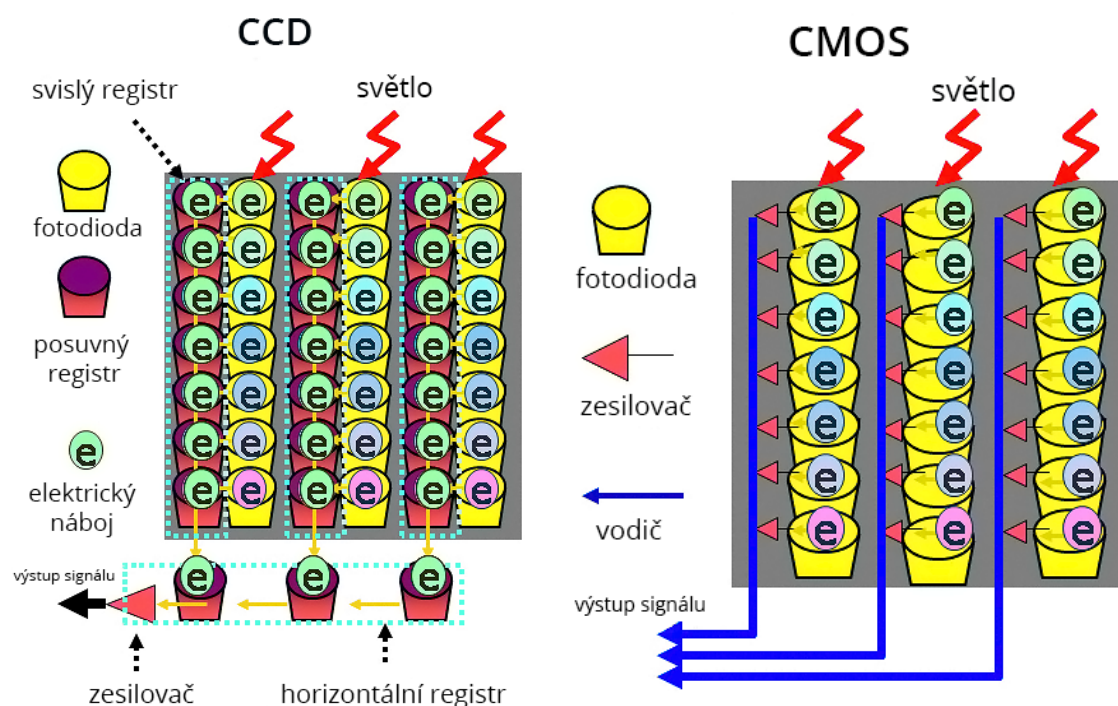 CCD
svislý registr
světlo
fotodioda
posuvný
registr
e
elektrický
náboj
e e e e e e
e e e e e e
e e e e e e
e e e e e e
e e e e e e
e e e e e e
e e e e e e
výstup signálu
e e e
zesilovač
horizontální registr
CMOS
světlo
fotodioda
zesilovač
vodič
e e e
e e e
e e e
e e e
e e e
e e e
e e e
výstup signálu